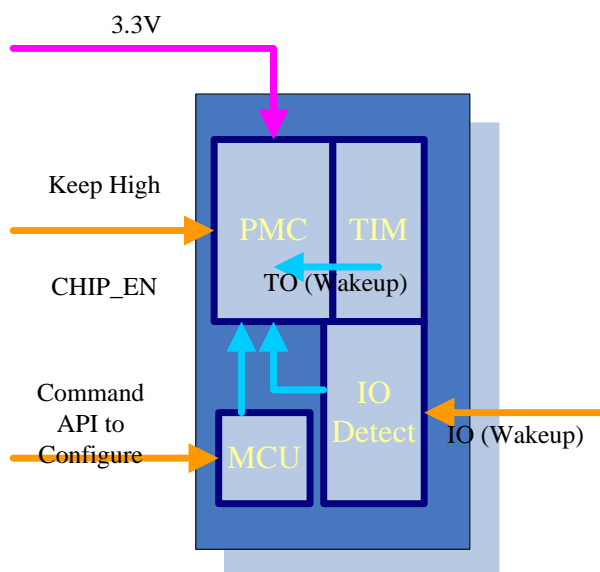 3.3V
Keep High
PMC
TIM
TO (Wakeup)
CHIP_EN
Command
API to
Configure
IO
Detect
IO (Wakeup)
MCU